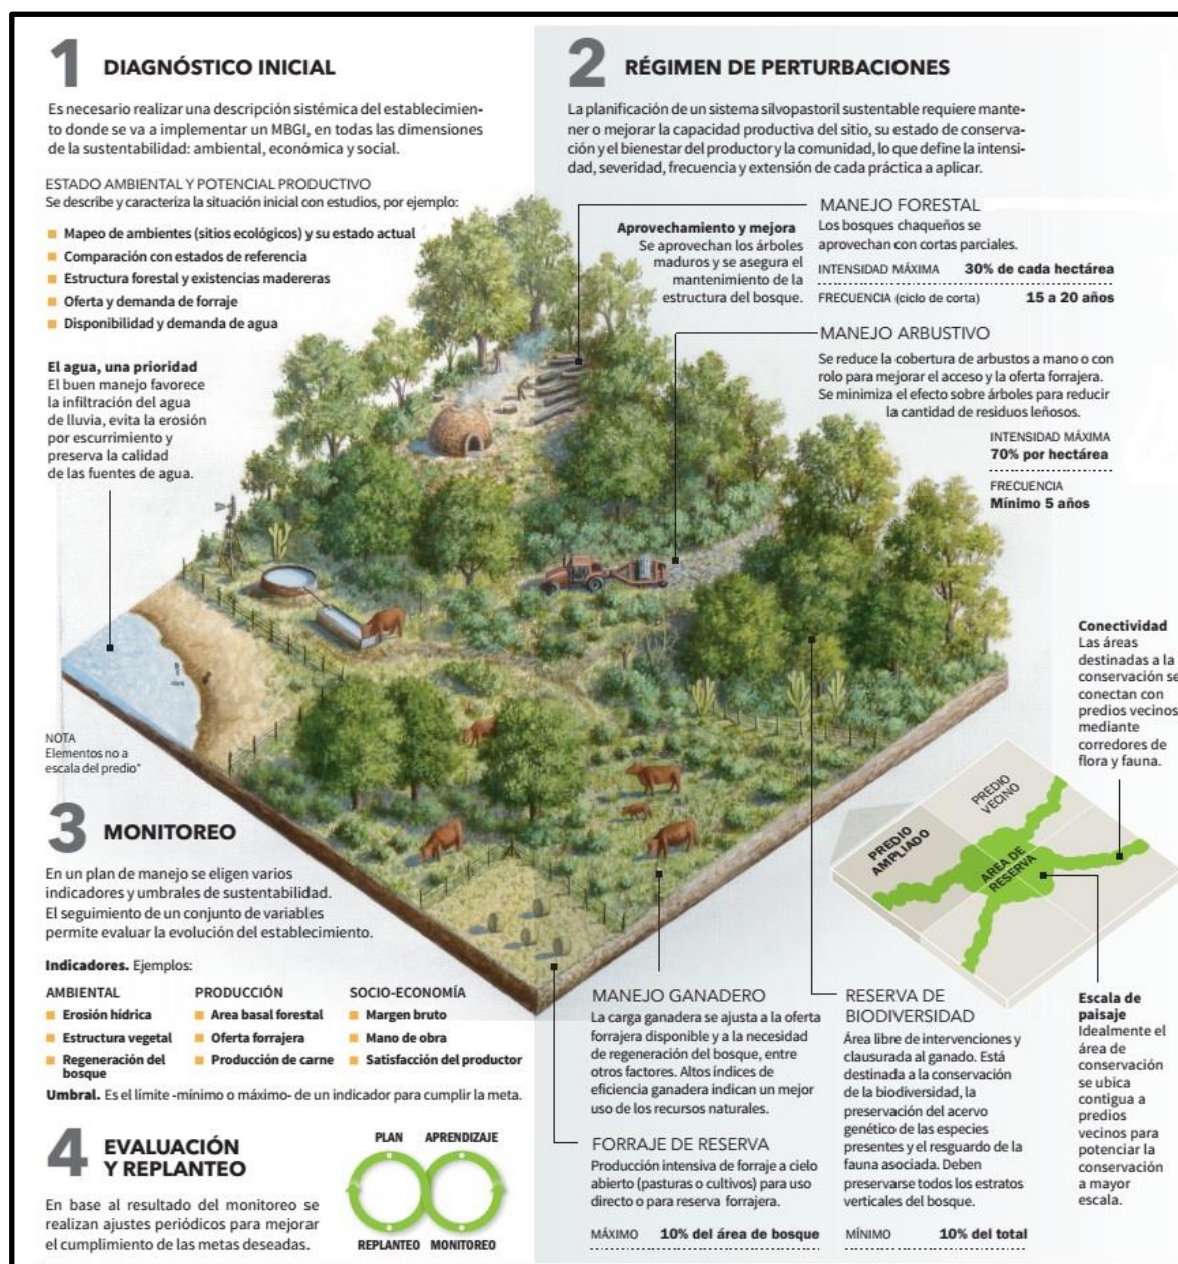 1 DIAGNÓSTICO INICIAL
Es necesario realizar una descripción sistémica del establecimien-
to donde se va a implementar un MBGI, en todas las dimensiones
de la sustentabilidad: ambiental, económica y social.
ESTADO AMBIENTAL Y POTENCIAL PRODUCTIVO
Se describe y caracteriza la situación inicial con estudios, por ejemplo:
Mapeo de ambientes (sitios ecológicos) y su estado actual
Comparación con estados de referencia
Estructura forestal y existencias madereras
Oferta y demanda de forraje
Disponibilidad y demanda de agua
El agua, una prioridad
El buen manejo favorece
la infiltración del agua
de lluvia, evita la erosión
por escurrimiento y
preserva la calidad
de las fuentes de agua.
NOTA
Elementos no a
escala del predio*
2 RÉGIMEN DE PERTURBACIONES
La planificación de un sistema silvopastoril sustentable requiere mante-
ner o mejorar la capacidad productiva del sitio, su estado de conserva-
ción y el bienestar del productor y la comunidad, lo que define la intensi-
dad, severidad, frecuencia y extensión de cada práctica a aplicar.
Aprovechamiento y mejora
Se aprovechan los árboles
maduros y se asegura el
mantenimiento de la
estructura del bosque.
MANEJO FORESTAL
Los bosques chaqueños se
aprovechan con cortas parciales.
INTENSIDAD MÁXIMA 30% de cada hectárea
FRECUENCIA (ciclo de corta) 15 a 20 años
MANEJO ARBUSTIVO
Se reduce la cobertura de arbustos a mano o con
rolo para mejorar el acceso y la oferta forrajera.
Se minimiza el efecto sobre árboles para reducir
la cantidad de residuos leñosos.
INTENSIDAD MÁXIMA
70% por hectárea
FRECUENCIA
Mínimo 5 años
Conectividad
Las áreas
destinadas a la
conservación se
conectan con
predios vecinos
mediante
corredores de
flora y fauna.
PREDIO
VECINO
PREDIO
AMPLIADO
AREA DE
RESERVA
3 MONITOREO
En un plan de manejo se eligen varios
indicadores y umbrales de sustentabilidad.
El seguimiento de un conjunto de variables
permite evaluar la evolución del establecimiento.
Indicadores. Ejemplos:
AMBIENTAL
Erosión hídrica
Estructura vegetal
Regeneración del
bosque
PRODUCCIÓN
Area basal forestal
Oferta forrajera
Producción de carne
SOCIO-ECONOMÍA
Margen bruto
Mano de obra
Satisfacción del productor
Umbral. Es el límite -mínimo o máximo- de un indicador para cumplir la meta.
4 EVALUACIÓN
Y REPLANTEO
En base al resultado del monitoreo se
realizan ajustes periódicos para mejorar
el cumplimiento de las metas deseadas.
PLAN APRENDIZAJE
REPLANTEO MONITOREO
MANEJO GANADERO
La carga ganadera se ajusta a la oferta
forrajera disponible y a la necesidad
de regeneración del bosque, entre
otros factores. Altos índices de
eficiencia ganadera indican un mejor
uso de los recursos naturales.
FORRAJE DE RESERVA
Producción intensiva de forraje a cielo
abierto (pasturas o cultivos) para uso
directo o para reserva forrajera.
MÁXIMO 10% del área de bosque
RESERVA DE
BIODIVERSIDAD
Área libre de intervenciones y
clausurada al ganado. Está
destinada a la conservación
de la biodiversidad, la
preservación del acervo
genético de las especies
presentes y el resguardo de la
fauna asociada. Deben
preservarse todos los estratos
verticales del bosque.
MÍNIMO 10% del total
Escala de
paisaje
Idealmente el
área de
conservación
se ubica
contigua a
predios
vecinos para
potenciar la
conservación
a mayor
escala.